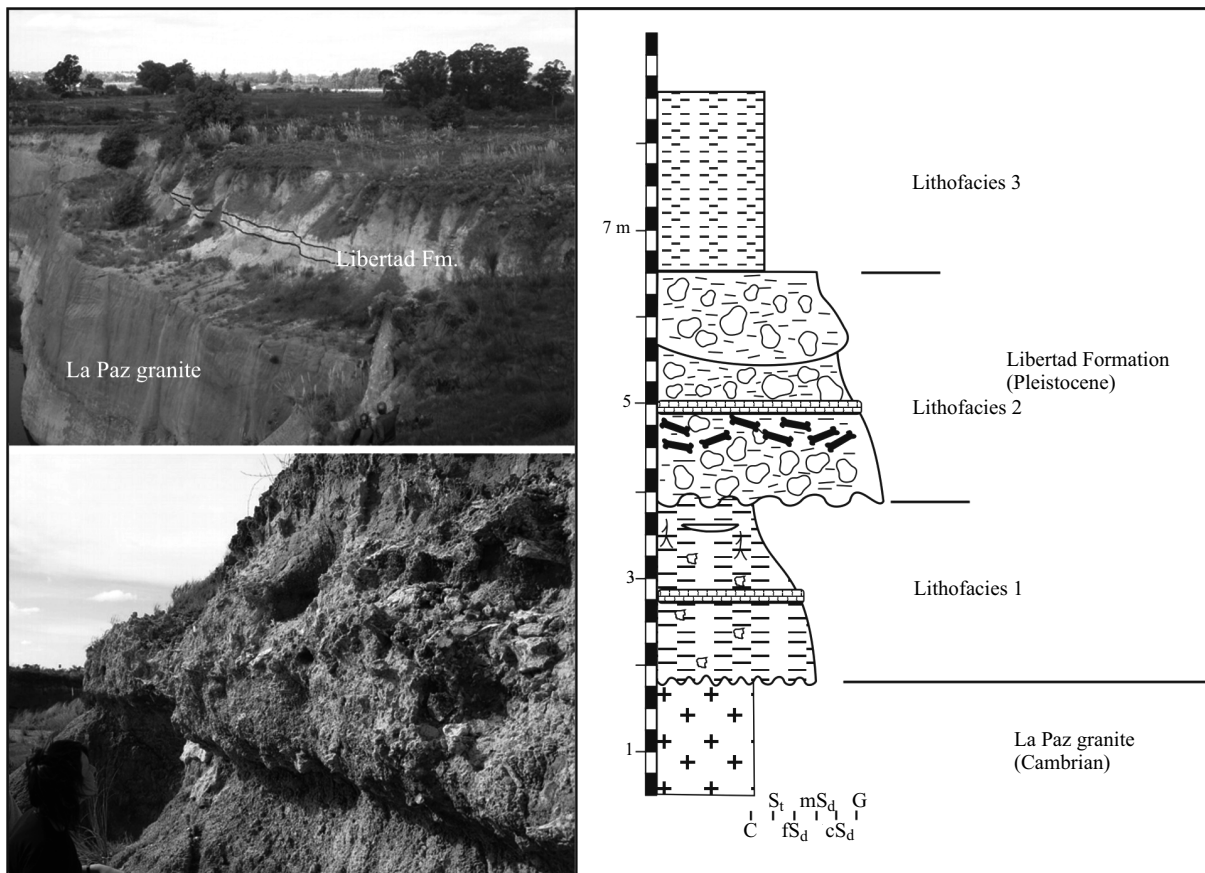 Libertad Fm.
La Paz granite
7 m
5
3
1
Lithofacies 3
Libertad Formation
(Pleistocene)
Lithofacies 2
Lithofacies 1
La Paz granite
(Cambrian)
St mSd G
C fSd cSd